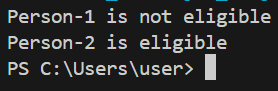 Person-1 is not eligible
Person-2 is eligible
PS C:\Users\user>